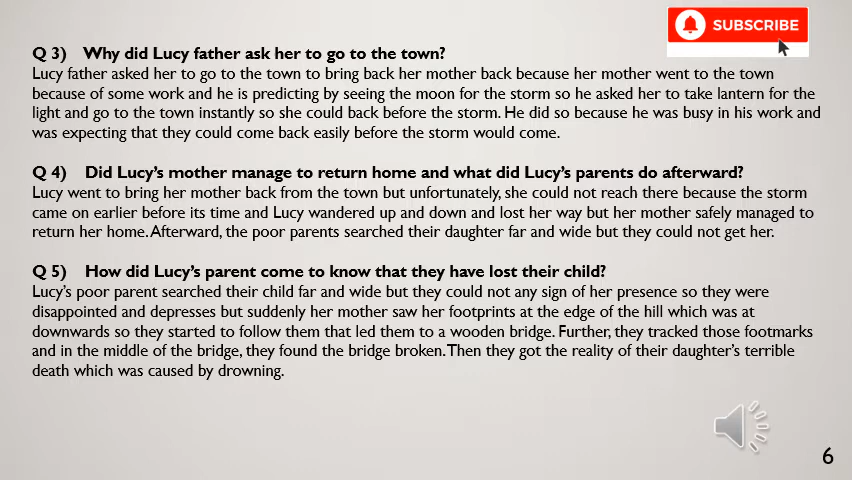 SUBSCRIBE
Q 3) Why did Lucy father ask her to go to the town?
Lucy father asked her to go to the town to bring back her mother back because her mother went to the town
because of some work and he is predicting by seeing the moon for the storm so he asked her to take lantern for the
light and go to the town instantly so she could back before the storm. He did so because he was busy in his work and
was expecting that they could come back easily before the storm would come.
Q 4) Did Lucy's mother manage to return home and what did Lucy's parents do afterward?
Lucy went to bring her mother back from the town but unfortunately, she could not reach there because the storm
came on earlier before its time and Lucy wandered up and down and lost her way but her mother safely managed to
return her home. Afterward, the poor parents searched their daughter far and wide but they could not get her.
Q 5) How did Lucy's parent come to know that they have lost their child?
Lucy's poor parent searched their child far and wide but they could not any sign of her presence so they were
disappointed and depresses but suddenly her mother saw her footprints at the edge of the hill which was at
downwards so they started to follow them that led them to a wooden bridge. Further, they tracked those footmarks
and in the middle of the bridge, they found the bridge broken. Then they got the reality of their daughter's terrible
death which was caused by drowning.
6